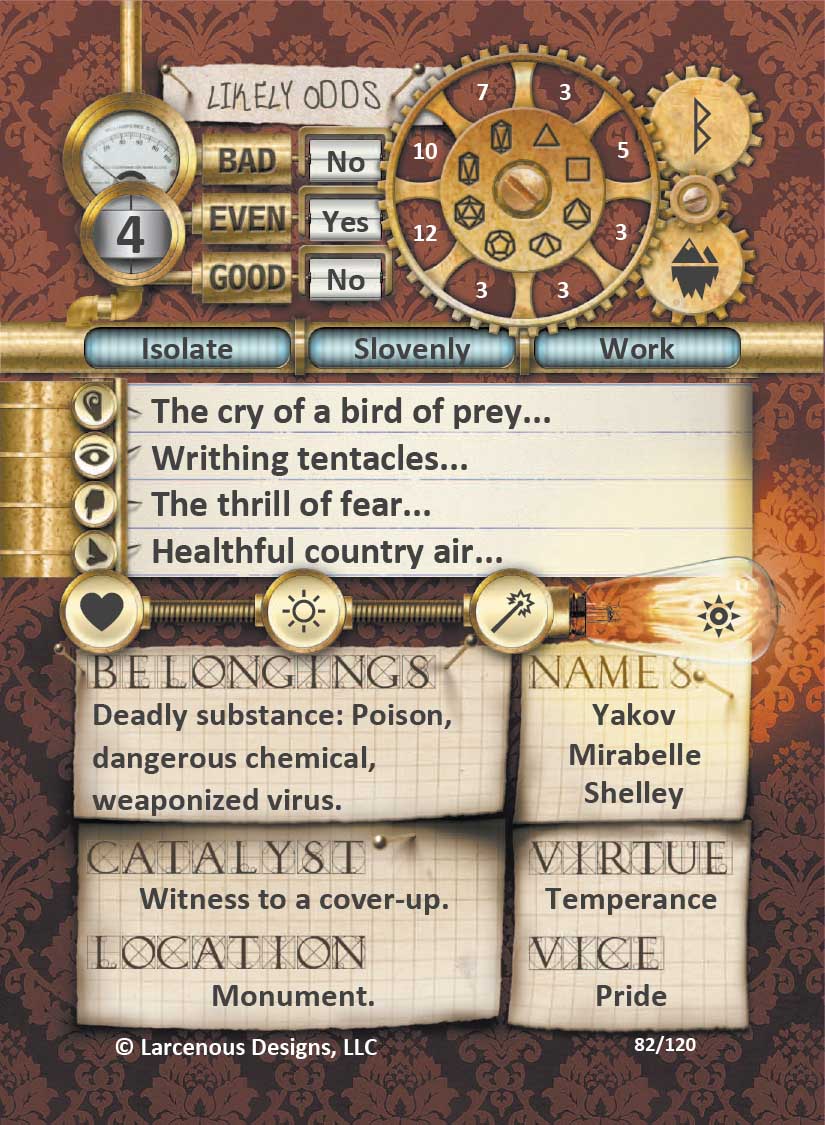 LIKELY ODDS
BAD No
4 EVEN Yes
GOOD No
7 3
10 5
12 3
3 3
Isolate Slovenly Work
The cry of a bird of prey...
Writhing tentacles...
The thrill of fear...
Healthful country air...
BELONGINGS
Deadly substance: Poison,
dangerous chemical,
weaponized virus.
NAMES
Yakov
Mirabelle
Shelley
CATALYST
Witness to a cover-up.
LOCATION
Monument.
VIRTUE
Temperance
VICE
Pride
© Larcenous Designs, LLC
82/120